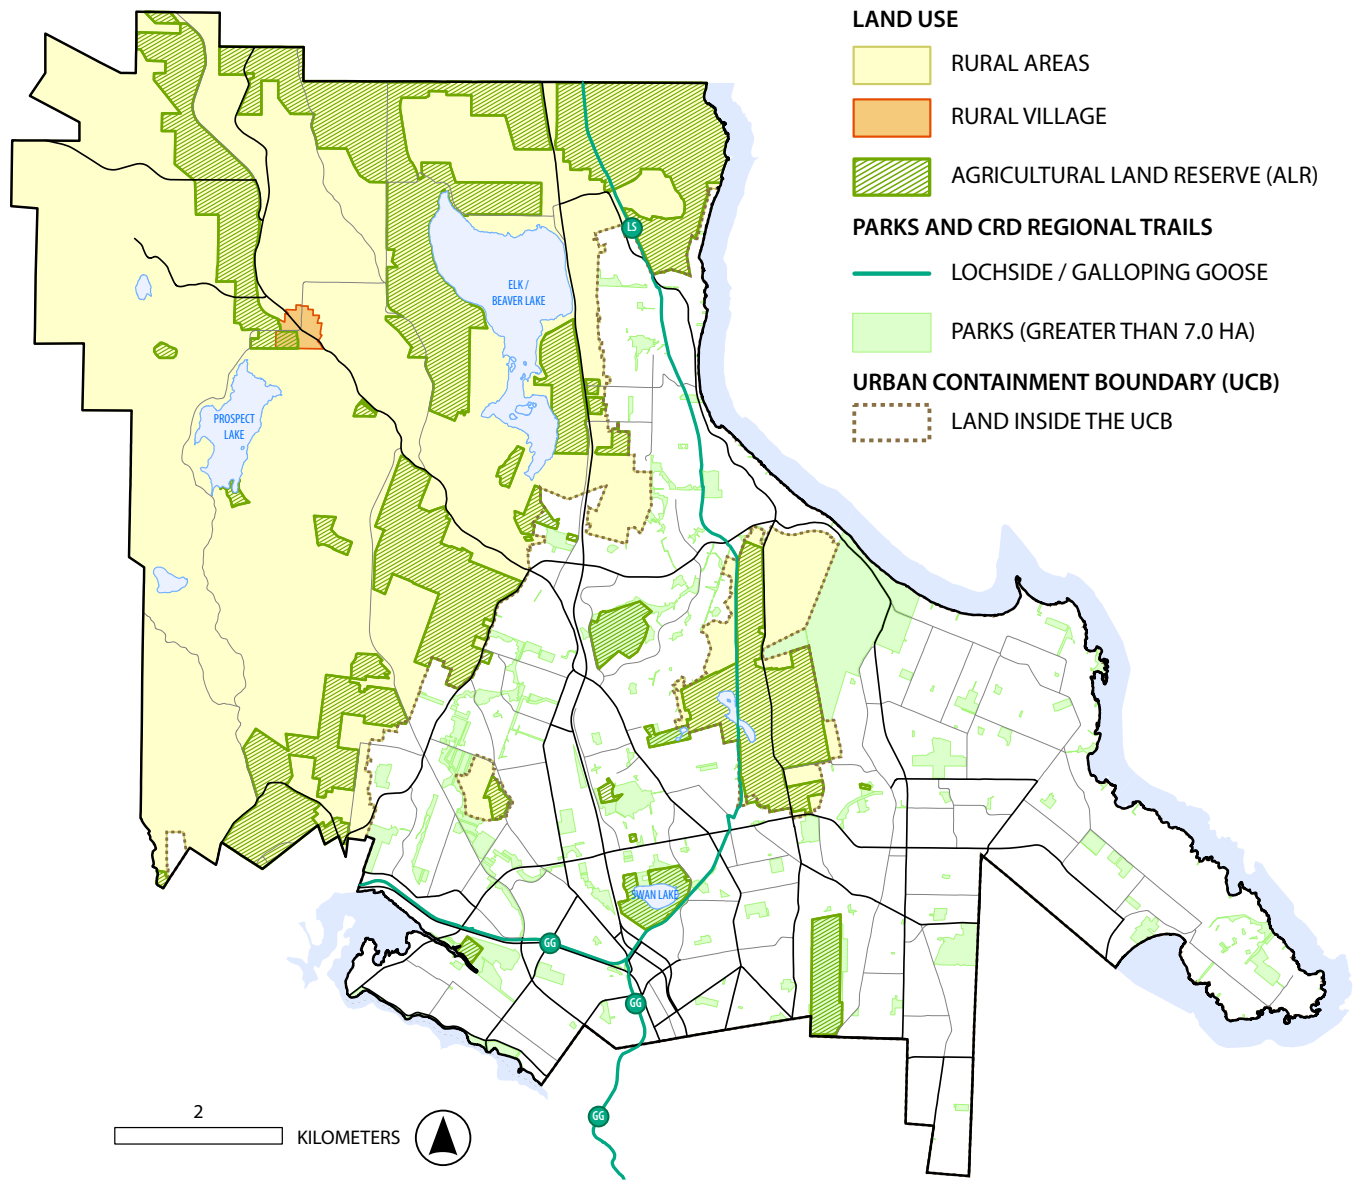 LAND USE
RURAL AREAS
RURAL VILLAGE
AGRICULTURAL LAND RESERVE (ALR)
PARKS AND CRD REGIONAL TRAILS
LOCHSIDE / GALLOPING GOOSE
PARKS (GREATER THAN 7.0 HA)
URBAN CONTAINMENT BOUNDARY (UCB)
LAND INSIDE THE UCB
LS
ELK /
BEAVER LAKE
PROSPECT
LAKE
SWAN LAKE
GG
GG
GG
2
KILOMETERS